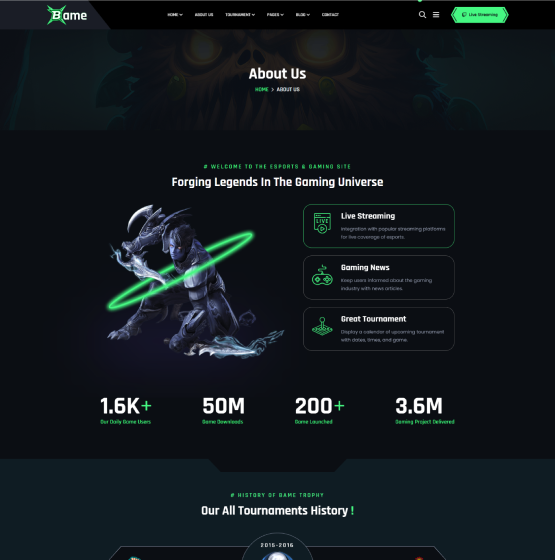 Bame
HOME ABOUT US TOURNAMENT PAGES BLOG CONTACT
Live Streaming
About Us
HOME > ABOUT US
# WELCOME TO THE ESPORTS & GAMING SITE
Forging Legends In The Gaming Universe
Live Streaming
Integration with popular streaming platforms
for live coverage of esports.
LIVE
Gaming News
Keep users informed about the gaming
industry with news articles.
Great Tournament
Display a calendar of upcoming tournament
with dates, times, and game.
1.6K+ 50M 200+ 3.6M
Our Daily Game Users Game Downloads Game Launched Gaming Project Delivered
# HISTORY OF GAME TROPHY
Our All Tournaments History !
2015-2016